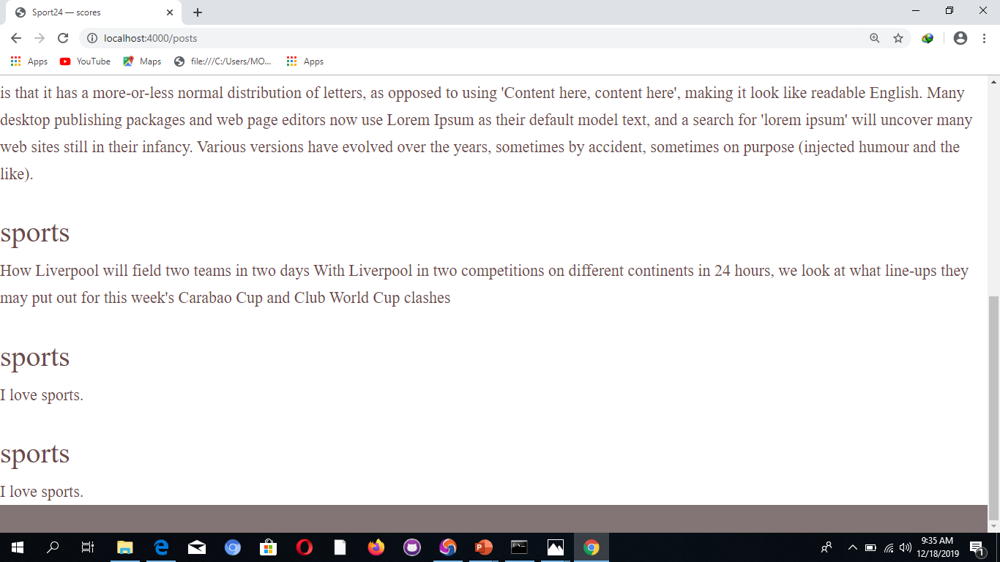 Sport24 — scores
localhost:4000/posts
Apps YouTube Maps file:///C:/Users/MO... Apps
is that it has a more-or-less normal distribution of letters, as opposed to using 'Content here, content here', making it look like readable English. Many
desktop publishing packages and web page editors now use Lorem Ipsum as their default model text, and a search for 'lorem ipsum' will uncover many
web sites still in their infancy. Various versions have evolved over the years, sometimes by accident, sometimes on purpose (injected humour and the
like).
sports
How Liverpool will field two teams in two days With Liverpool in two competitions on different continents in 24 hours, we look at what line-ups they
may put out for this week's Carabao Cup and Club World Cup clashes
sports
I love sports.
sports
I love sports.
9:35 AM
12/18/2019
1